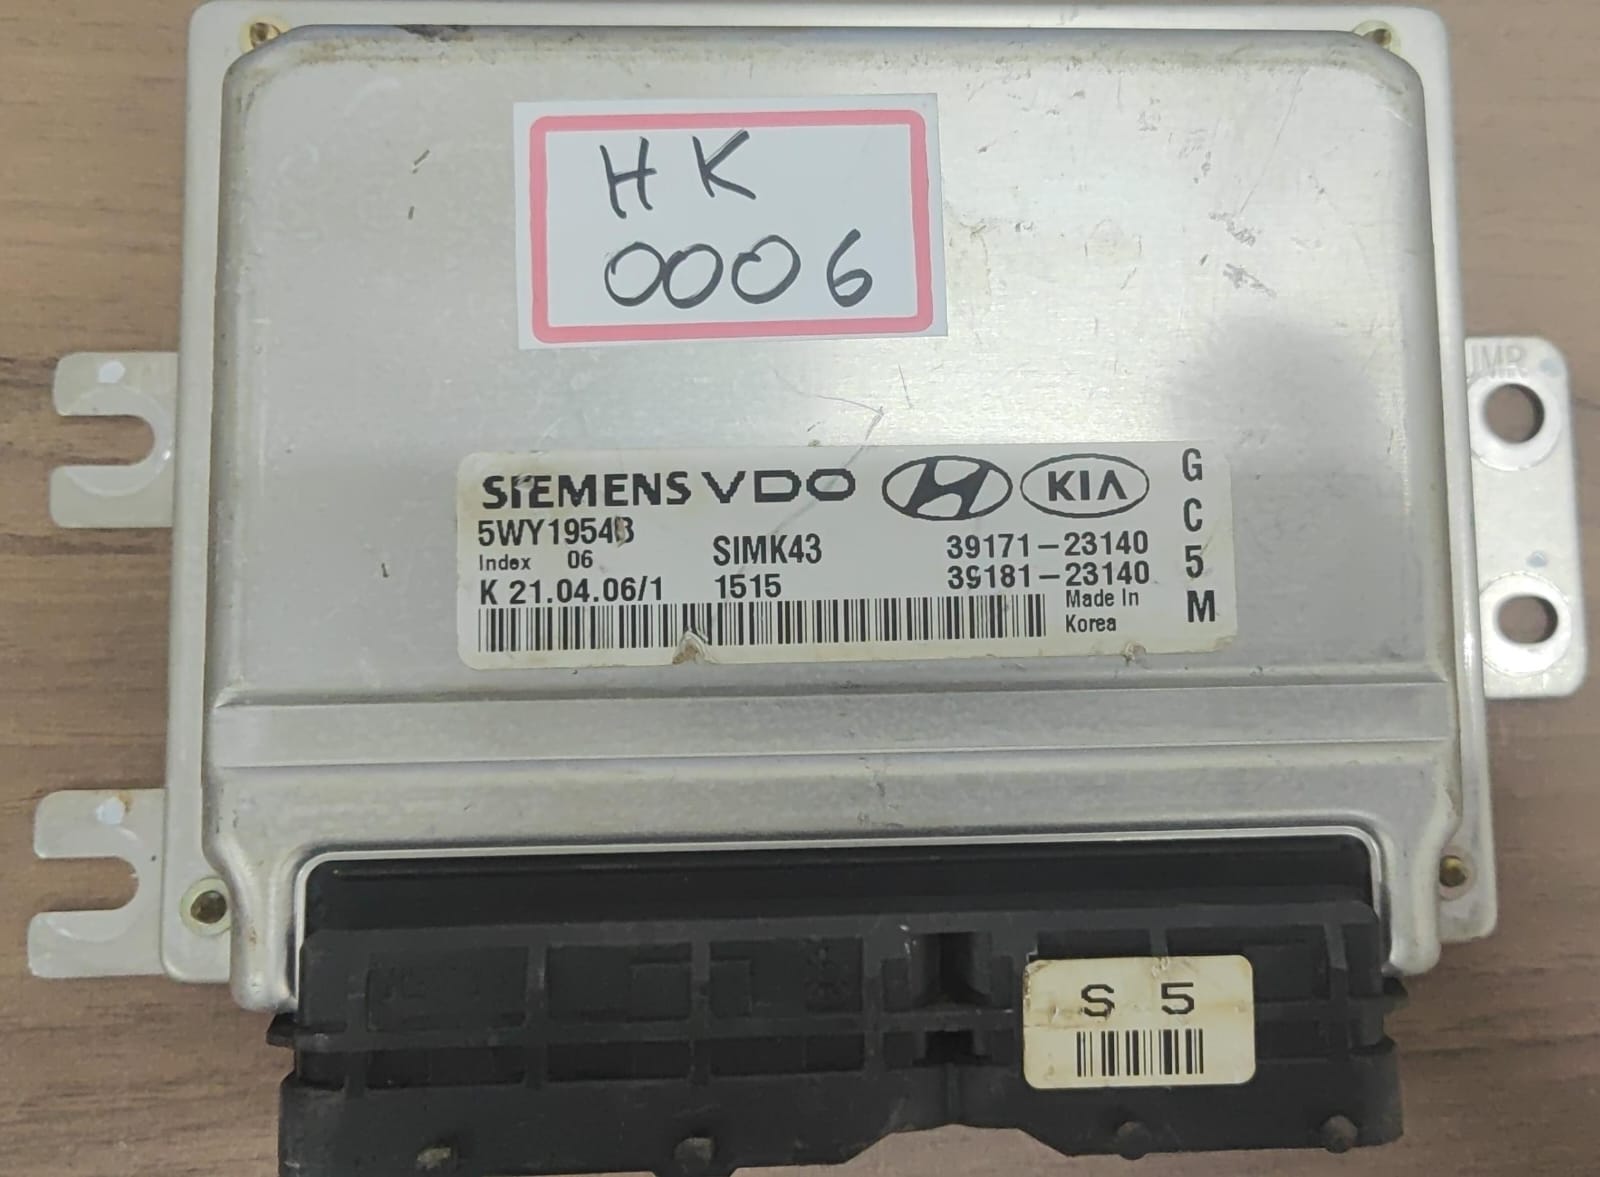 HK
0006
SIEMENS VDO KIA
5WY1954B
Index 06
K 21.04.06/1
SIMK43
1515
39171-23140
39181-23140
Made In
Korea
G
C
5
M
S 5